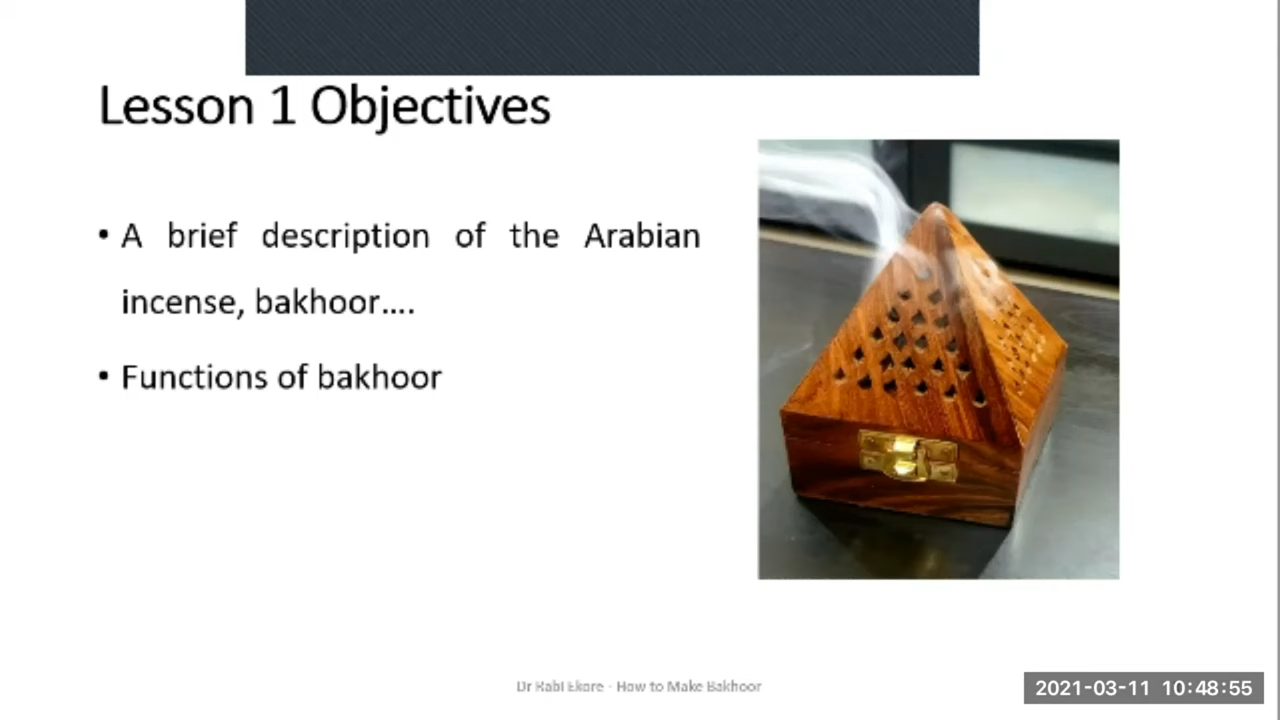 Lesson 1 Objectives
• A brief description of the Arabian
incense, bakhoor....
• Functions of bakhoor
Dr Rabi Ekore - How to Make Bakhoor
2021-03-11 10:48:55